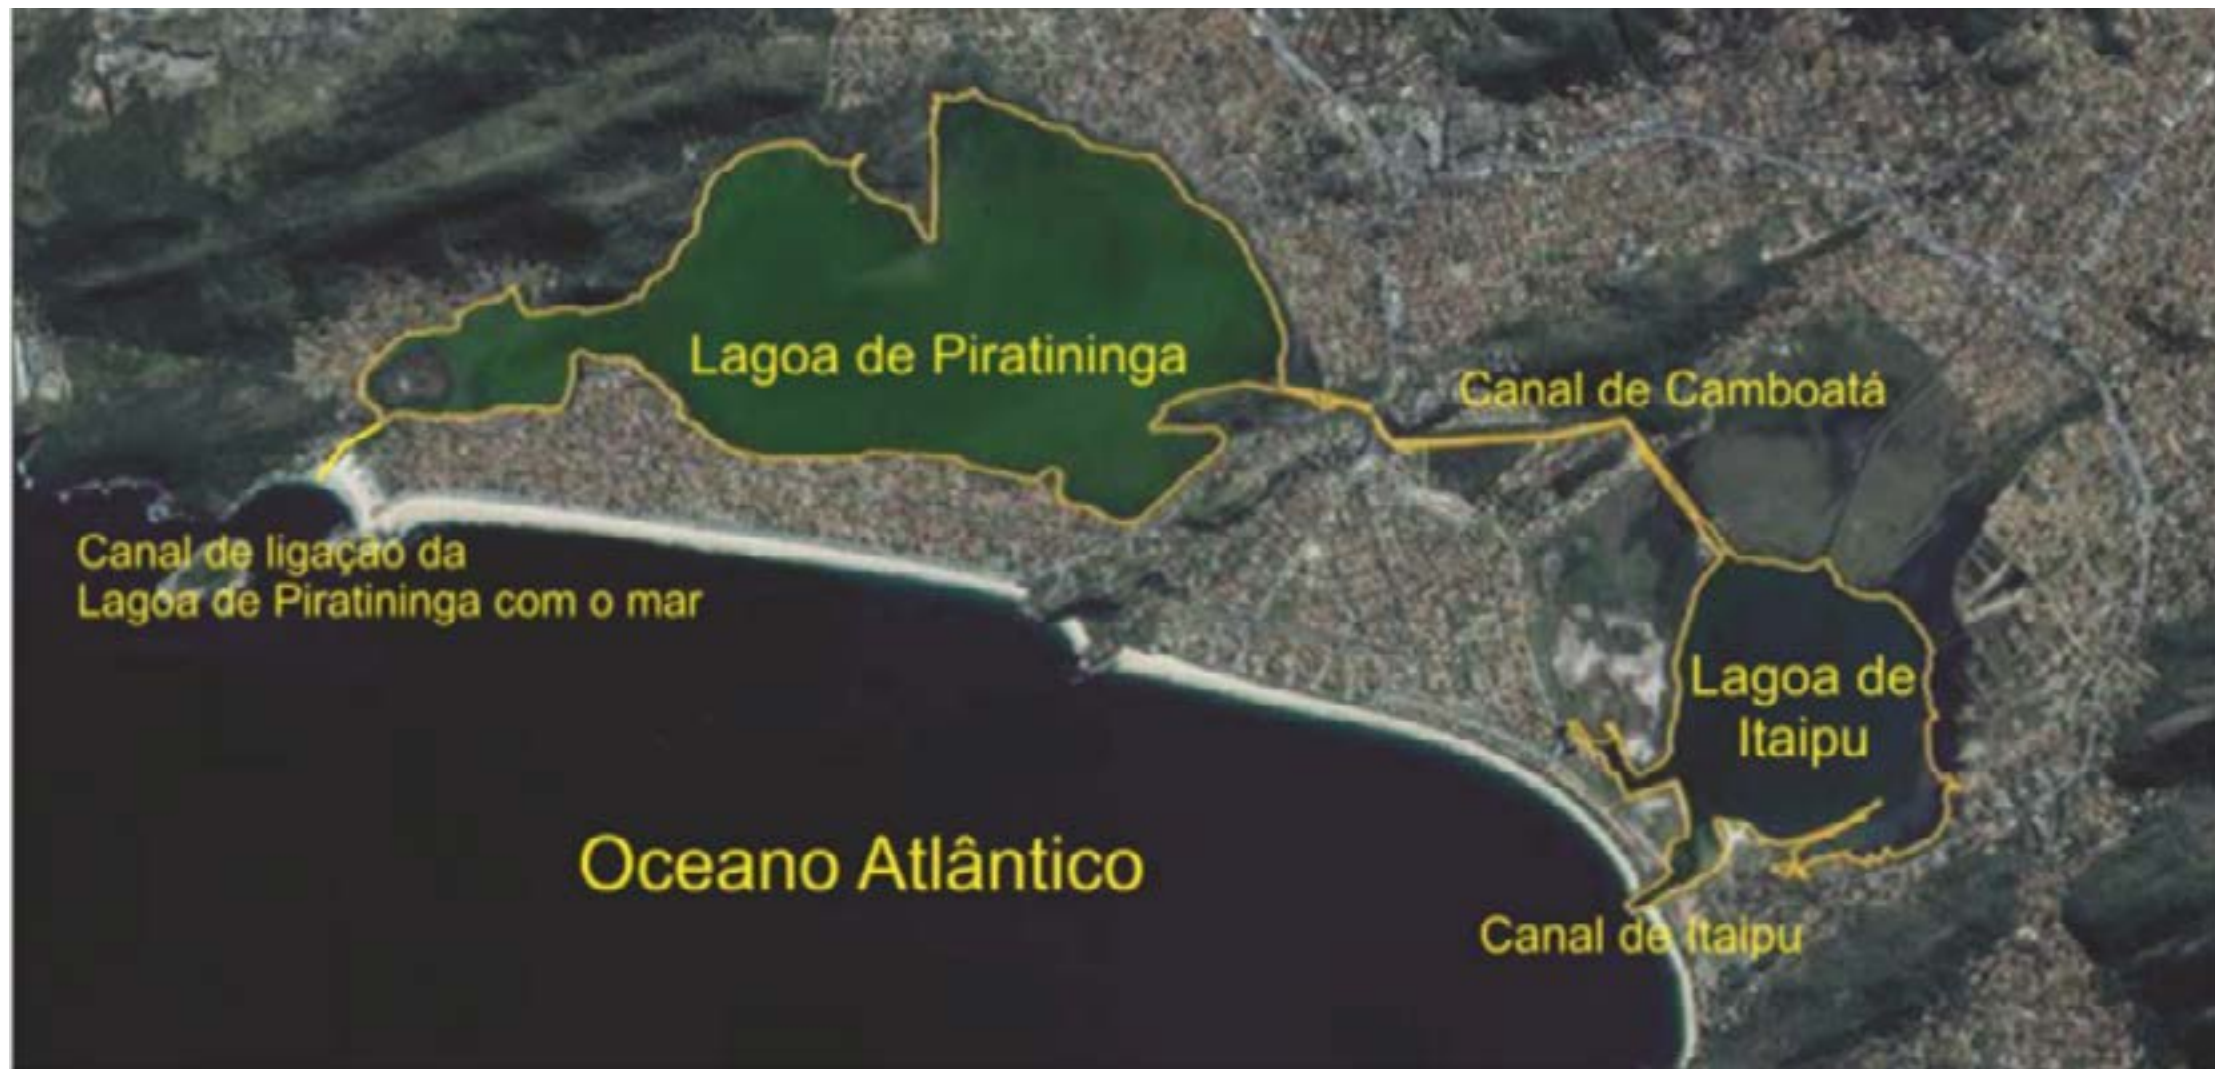 Lagoa de Piratininga
Canal de Camboatá
Canal de ligação da
Lagoa de Piratininga com o mar
Lagoa de
Itaipu
Oceano Atlântico
Canal de Itaipu